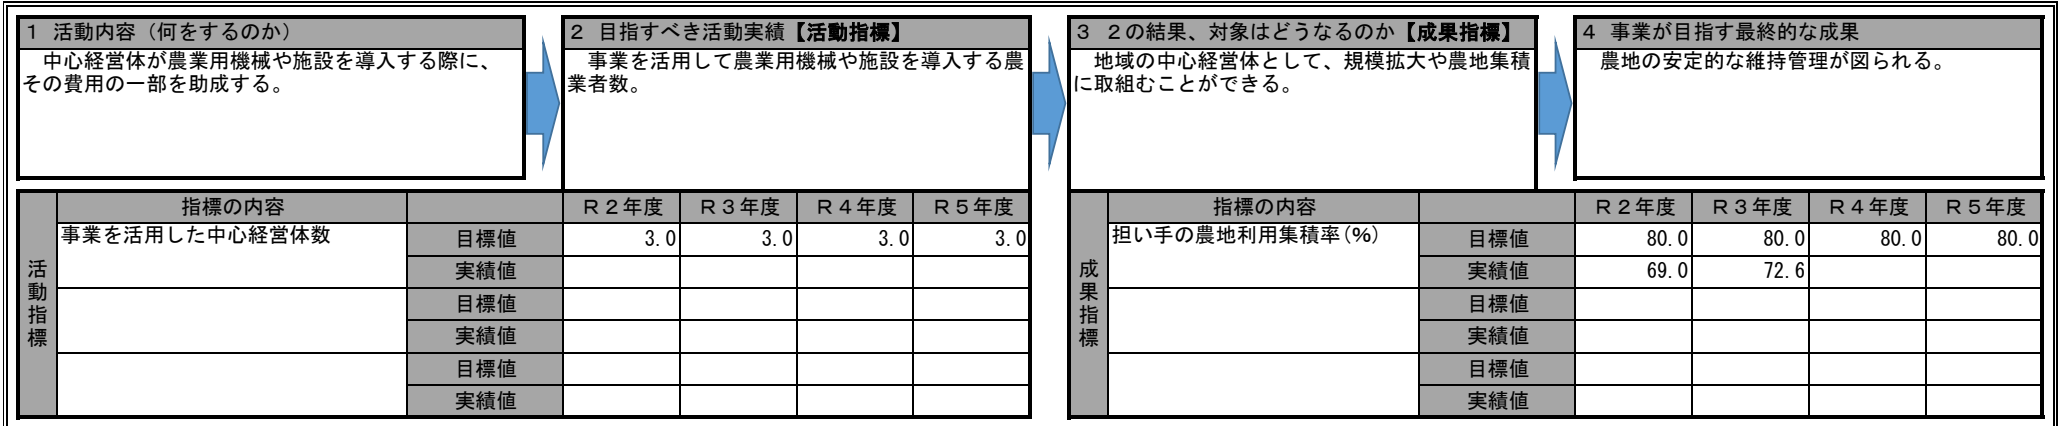 １ 活動内容（何をするのか）
中心経営体が農業用機械や施設を導入する際に、
その費用の一部を助成する。
２ 目指すべき活動実績【活動指標】
事業を活用して農業用機械や施設を導入する農
業者数。
３ ２の結果、対象はどうなるのか【成果指標】
地域の中心経営体として、規模拡大や農地集積
に取組むことができる。
４ 事業が目指す最終的な成果
農地の安定的な維持管理が図られる。
活動指標
指標の内容 Ｒ２年度 Ｒ３年度 Ｒ４年度 Ｒ５年度
事業を活用した中心経営体数 目標値 3.0 3.0 3.0 3.0
実績値
目標値
実績値
目標値
実績値
成果指標
指標の内容 Ｒ２年度 Ｒ３年度 Ｒ４年度 Ｒ５年度
担い手の農地利用集積率(%) 目標値 80.0 80.0 80.0 80.0
実績値 69.0 72.6
目標値
実績値
目標値
実績値